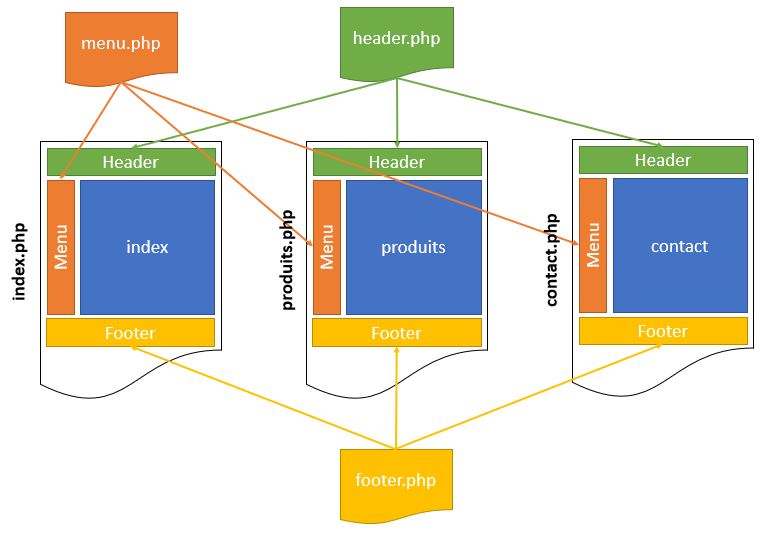 menu.php
header.php
index.php
Header
Menu
index
Footer
produits.php
Header
Menu
produits
Footer
contact.php
Header
Menu
contact
Footer
footer.php